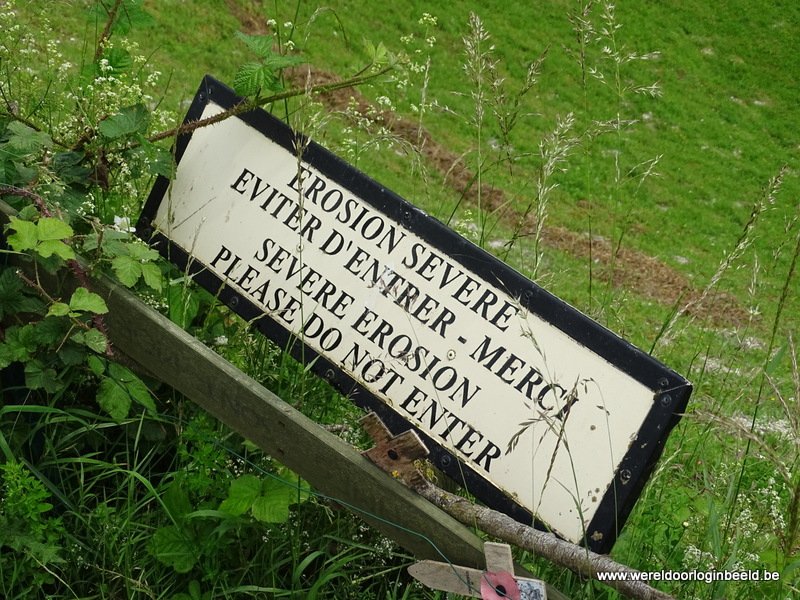 EROSION SEVERE
EVITER D'ENTRER - MERCI
SEVERE EROSION
PLEASE DO NOT ENTER
www.wereldoorloginbeeld.be